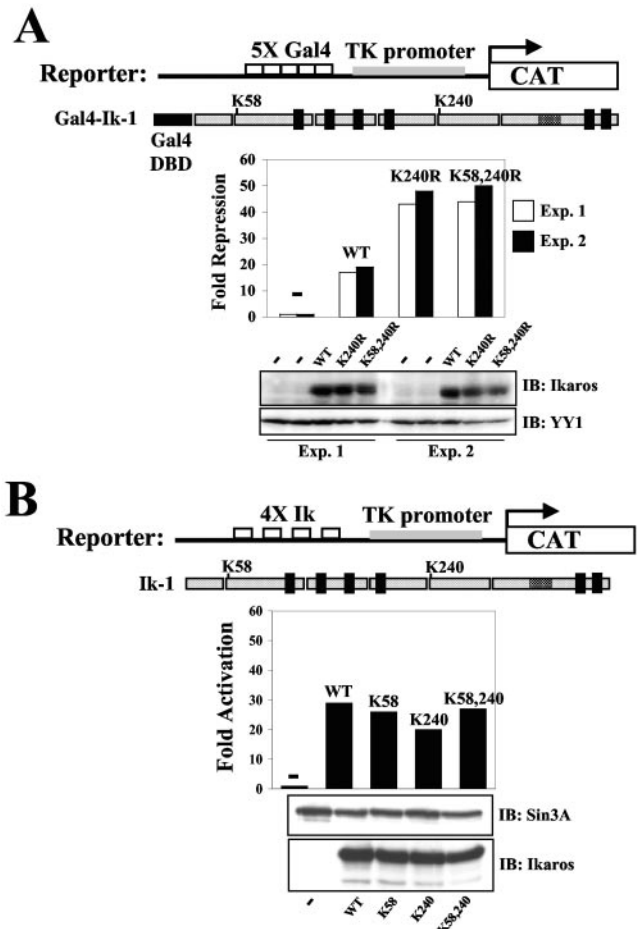 A
5X Gal4 TK promoter
Reporter: CAT
K58 K240
Gal4-Ik-1
Gal4
DBD
60
50
40
30
20
10
0
Fold Repression
- WT K240R K58,240R
Exp. 1
Exp. 2
- - WT K240R K58,240R - - WT K240R K58,240R
IB: Ikaros
IB: YY1
Exp. 1 Exp. 2
B
4X Ik TK promoter
Reporter: CAT
K58 K240
Ik-1
60
50
40
30
20
10
0
Fold Activation
- WT K58 K240 K58,240
IB: Sin3A
IB: Ikaros
- WT K58 K240 K58,240